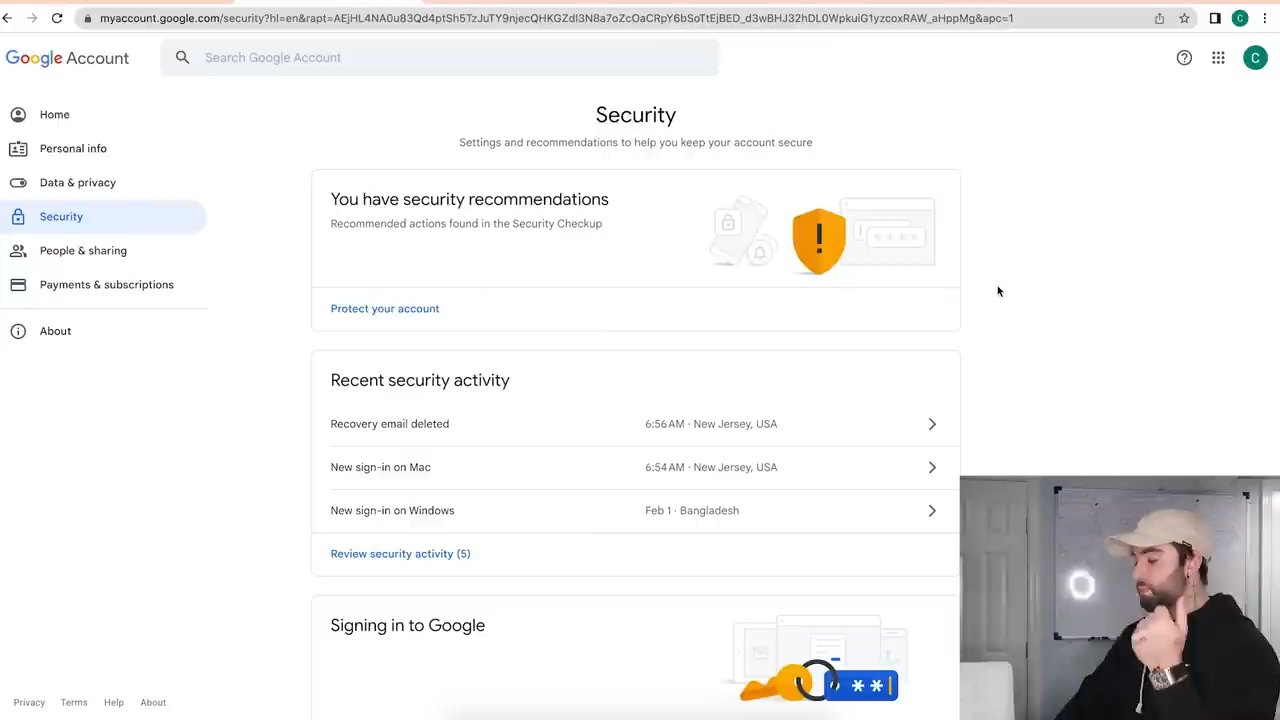 myaccount.google.com/security?hl=en&rapt=AEjHL4NA0u83Qd4ptSh5TzJuTY9njecQHKGZdl3N8a7oZcOaCRpY6bSoTtEjBED_d3wBHJ32hDL0WpkuiG1yzcoxRAW_aHppMg&apc=1
C
Google Account
Search Google Account
C
Home
Personal info
Data & privacy
Security
People & sharing
Payments & subscriptions
About
Security
Settings and recommendations to help you keep your account secure
You have security recommendations
Recommended actions found in the Security Checkup
Protect your account
Recent security activity
Recovery email deleted 6:56 AM · New Jersey, USA
New sign-in on Mac 6:54 AM · New Jersey, USA
New sign-in on Windows Feb 1 · Bangladesh
Review security activity (5)
Signing in to Google
Privacy Terms Help About